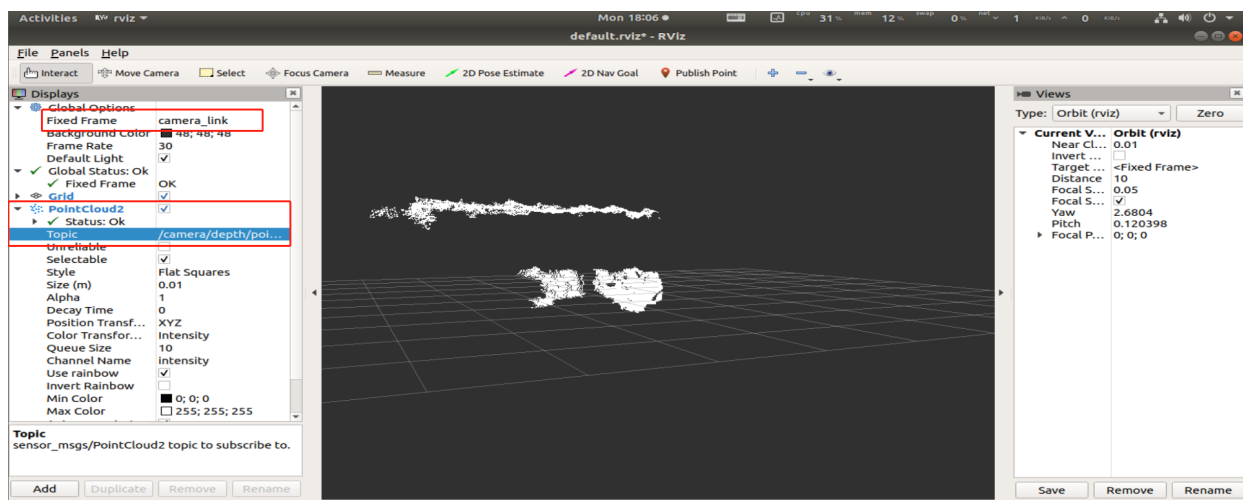 Activities rviz Mon 18:06 cpu 31% mem 12% swap 0% net 1 KiB/s 0 KiB/s
default.rviz* - RViz
File Panels Help
Interact Move Camera Select Focus Camera Measure 2D Pose Estimate 2D Nav Goal Publish Point
Displays
Global Options
Fixed Frame camera_link
Background Color 48; 48; 48
Frame Rate 30
Default Light
Global Status: Ok
Fixed Frame OK
Grid
PointCloud2
Status: Ok
Topic /camera/depth/poi...
Unreliable
Selectable
Style Flat Squares
Size (m) 0.01
Alpha 1
Decay Time 0
Position Transf... XYZ
Color Transfor... Intensity
Queue Size 10
Channel Name intensity
Use rainbow
Invert Rainbow
Min Color 0; 0; 0
Max Color 255; 255; 255
Topic
sensor_msgs/PointCloud2 topic to subscribe to.
Add Duplicate Remove Rename
Views
Type: Orbit (rviz) Zero
Current V... Orbit (rviz)
Near Cl... 0.01
Invert ...
Target ... <Fixed Frame>
Distance 10
Focal S... 0.05
Focal S...
Yaw 2.6804
Pitch 0.120398
Focal P... 0; 0; 0
Save Remove Rename